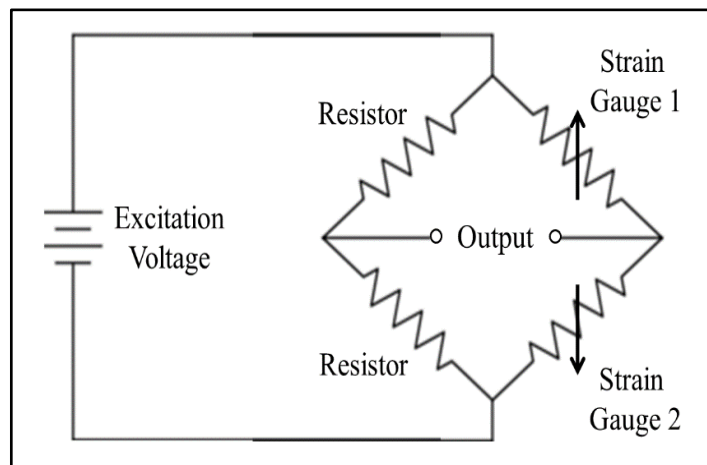 Strain
Gauge 1
Resistor
Excitation
Voltage
Output
Resistor
Strain
Gauge 2